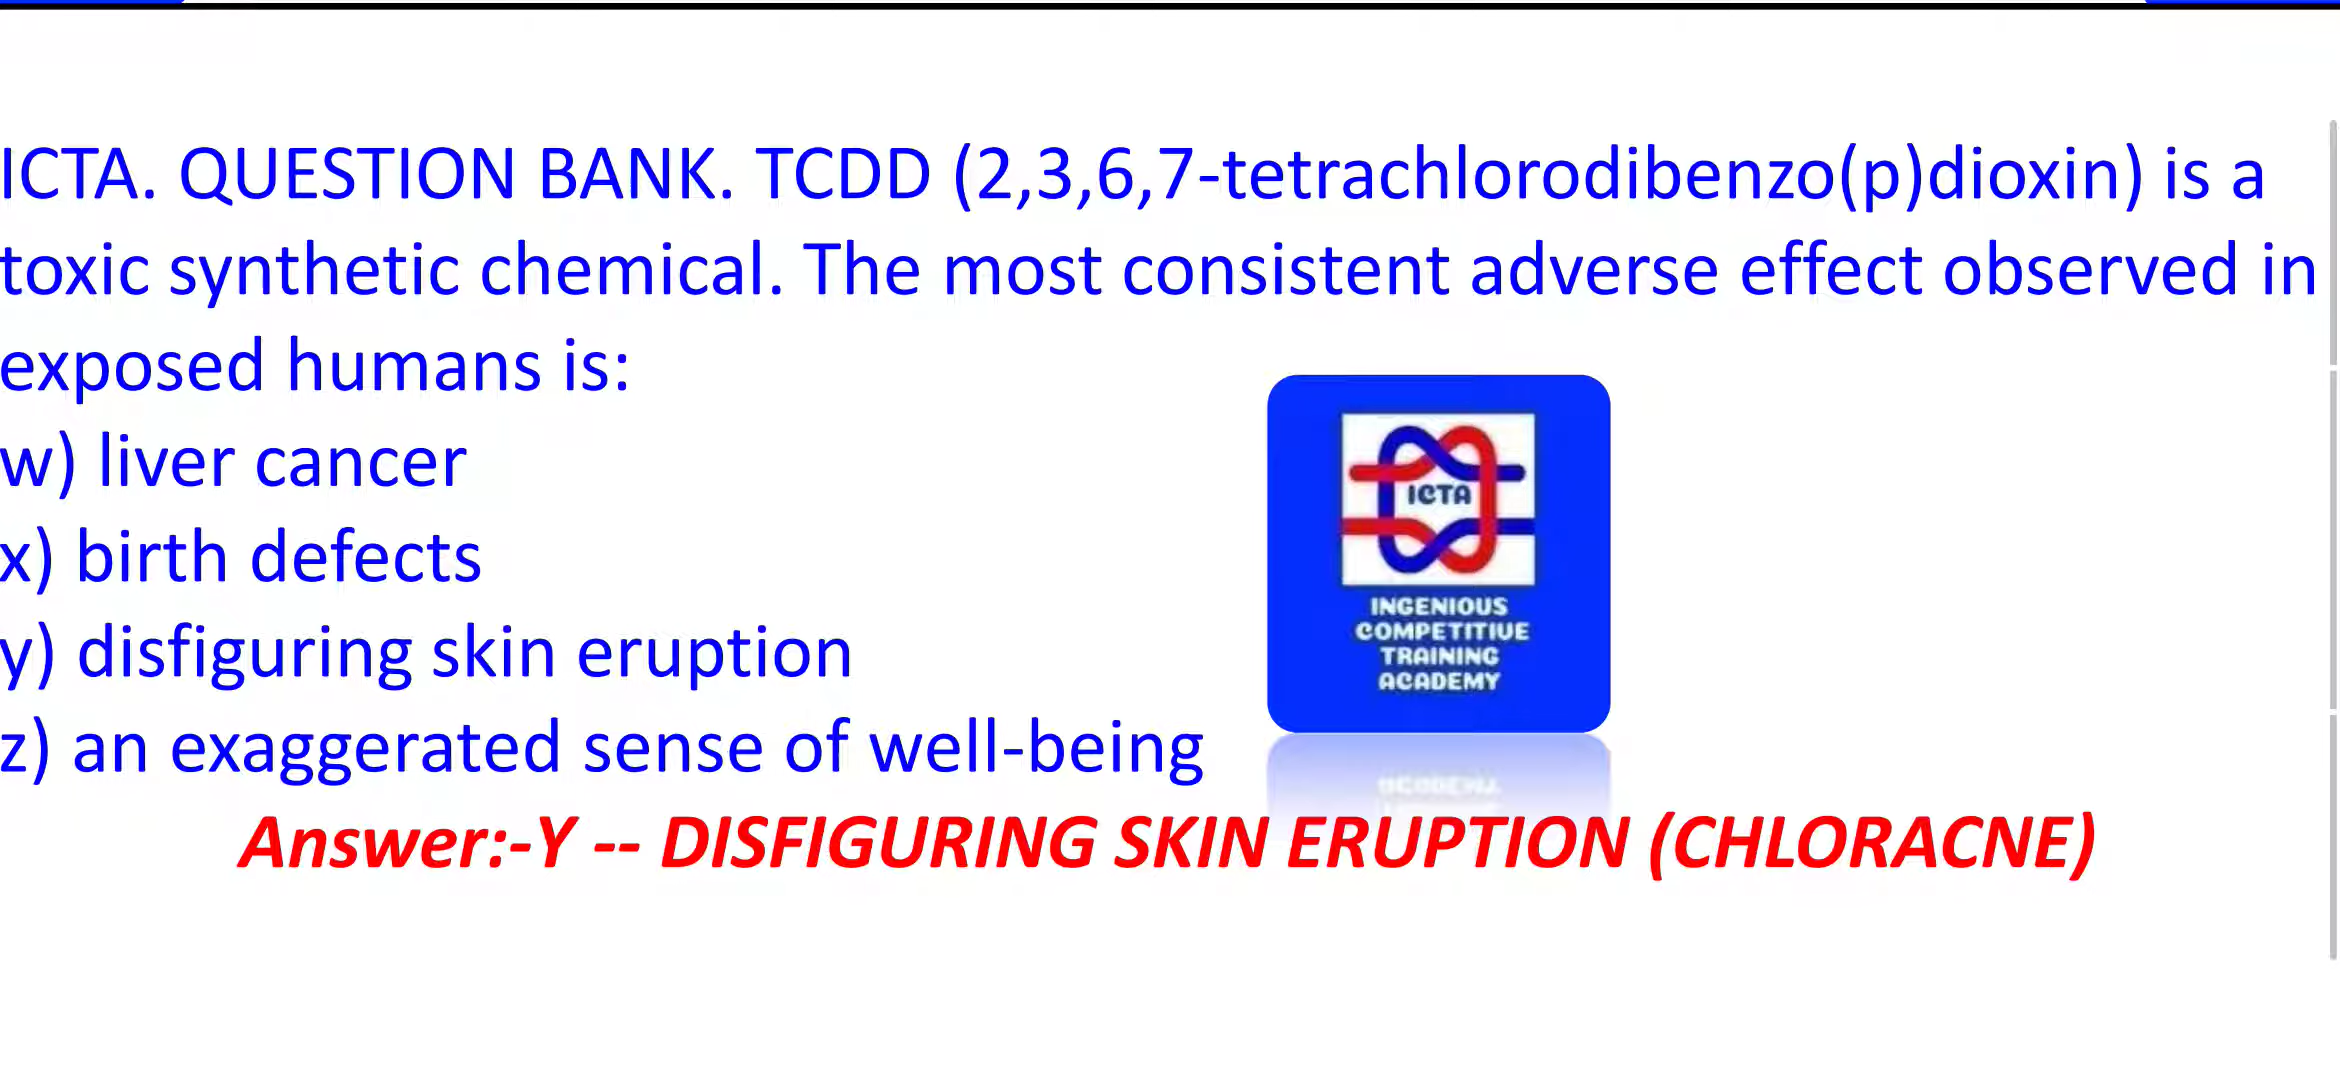 ICTA. QUESTION BANK. TCDD (2,3,6,7-tetrachlorodibenzo(p)dioxin) is a
toxic synthetic chemical. The most consistent adverse effect observed in
exposed humans is:
w) liver cancer
x) birth defects
y) disfiguring skin eruption
z) an exaggerated sense of well-being
ICTA
INGENIOUS
COMPETITIVE
TRAINING
ACADEMY
Answer:-Y -- DISFIGURING SKIN ERUPTION (CHLORACNE)